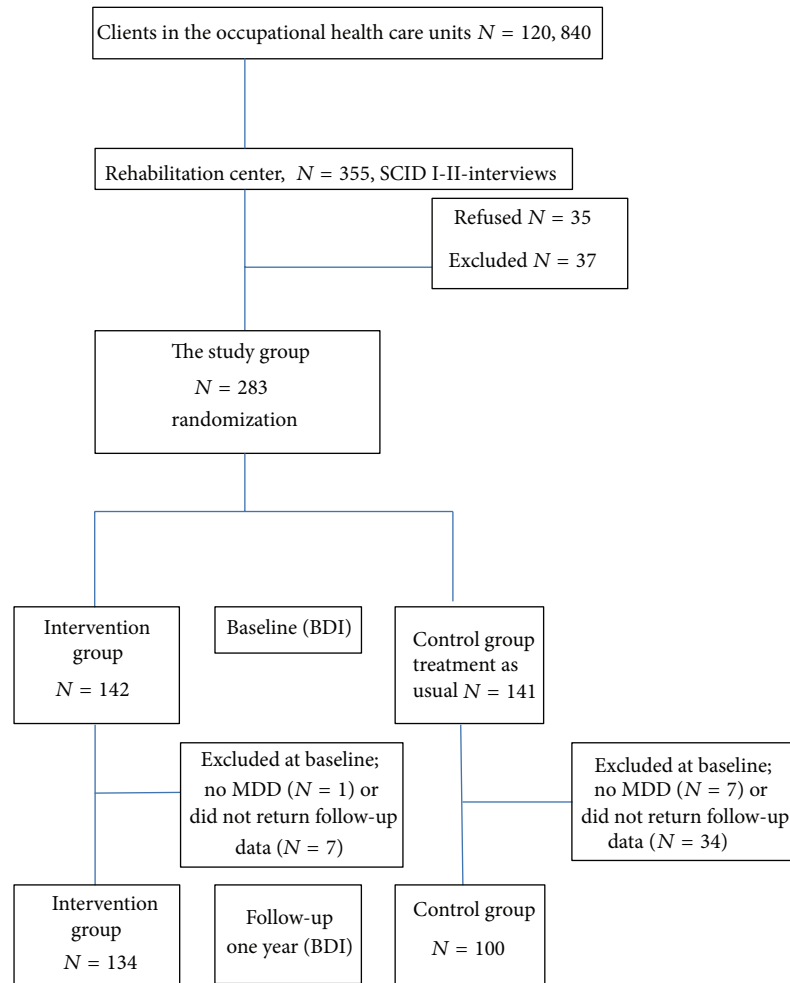 Clients in the occupational health care units N = 120, 840
Rehabilitation center, N = 355, SCID I-II-interviews
Refused N = 35
Excluded N = 37
The study group
N = 283
randomization
Intervention
group
N = 142
Baseline (BDI)
Control group
treatment as
usual N = 141
Excluded at baseline;
no MDD (N = 1) or
did not return follow-up
data (N = 7)
Excluded at baseline;
no MDD (N = 7) or
did not return follow-up
data (N = 34)
Intervention
group
N = 134
Follow-up
one year (BDI)
Control group
N = 100